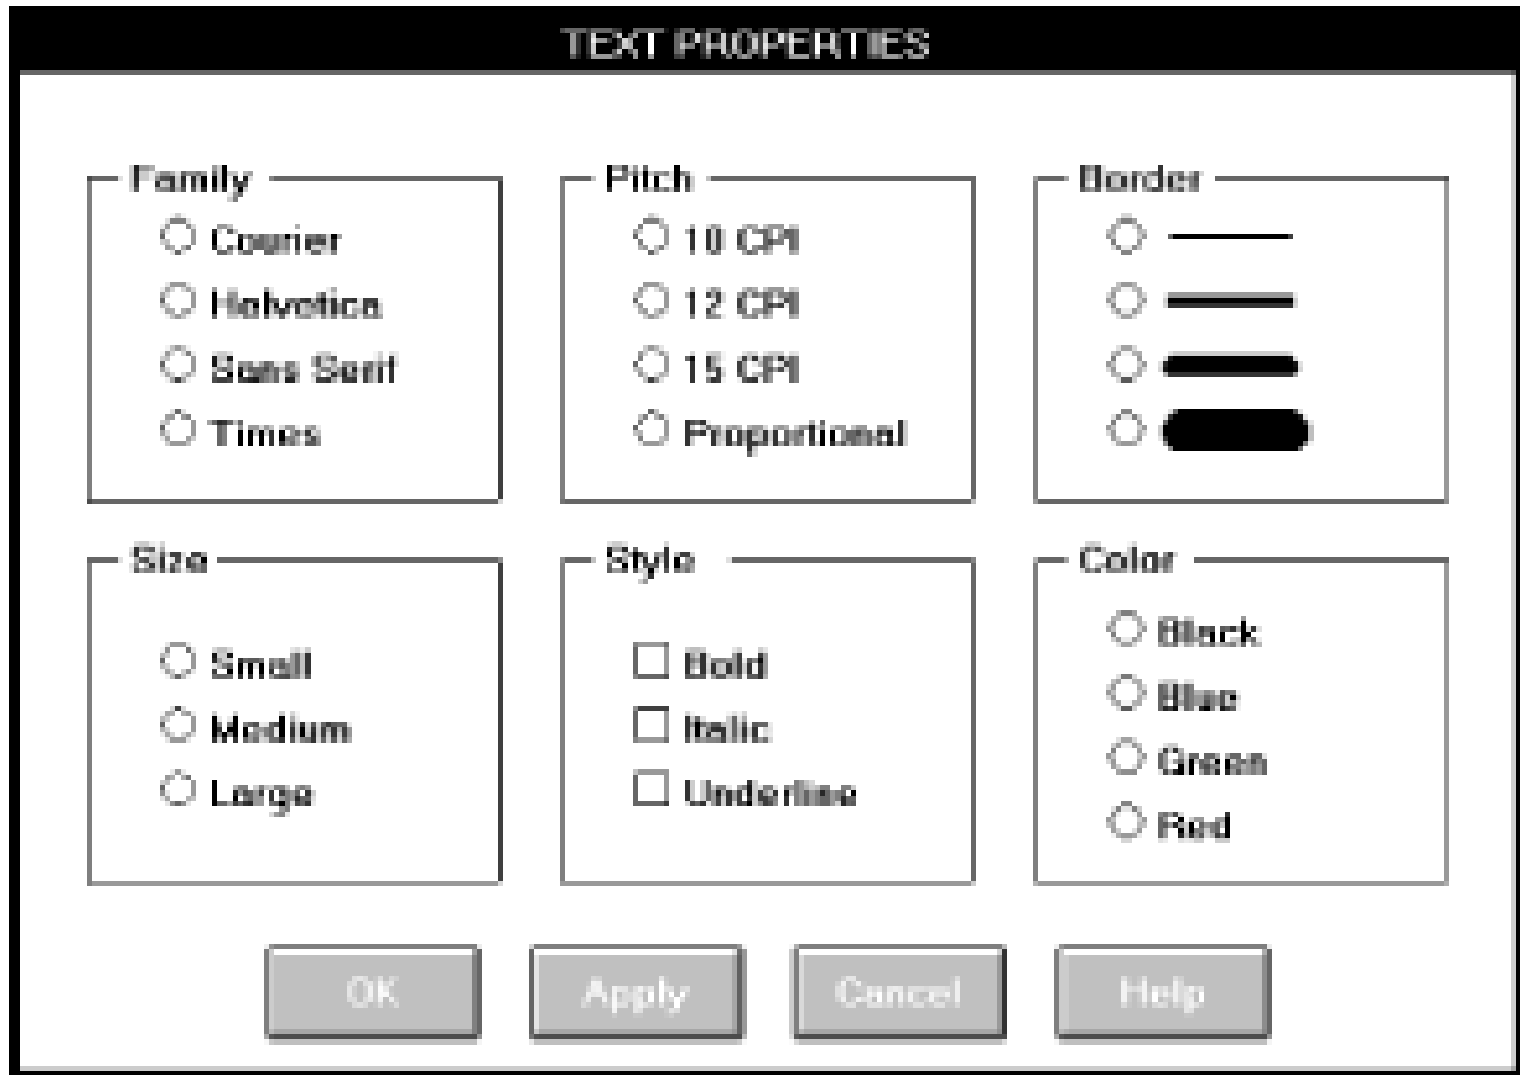 TEXT PROPERTIES
Family
Courier
Helvetica
Sans Serif
Times
Pitch
10 CPI
12 CPI
15 CPI
Proportional
Border
Size
Small
Medium
Large
Style
Bold
Italic
Underline
Color
Black
Blue
Green
Red
OK
Apply
Cancel
Help